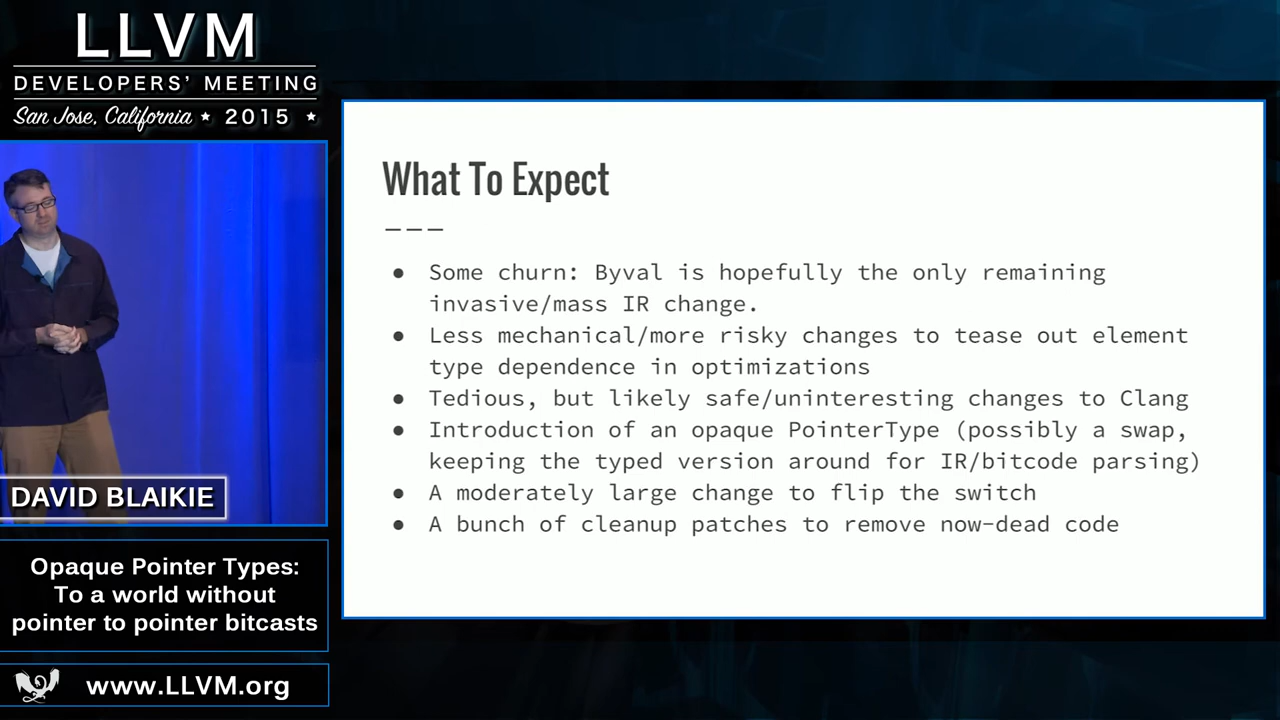 LLVM
DEVELOPERS' MEETING
San Jose, California ★ 2015 ★
DAVID BLAIKIE
Opaque Pointer Types:
To a world without
pointer to pointer bitcasts
www.LLVM.org
What To Expect
———
● Some churn: Byval is hopefully the only remaining
invasive/mass IR change.
● Less mechanical/more risky changes to tease out element
type dependence in optimizations
● Tedious, but likely safe/uninteresting changes to Clang
● Introduction of an opaque PointerType (possibly a swap,
keeping the typed version around for IR/bitcode parsing)
● A moderately large change to flip the switch
● A bunch of cleanup patches to remove now-dead code